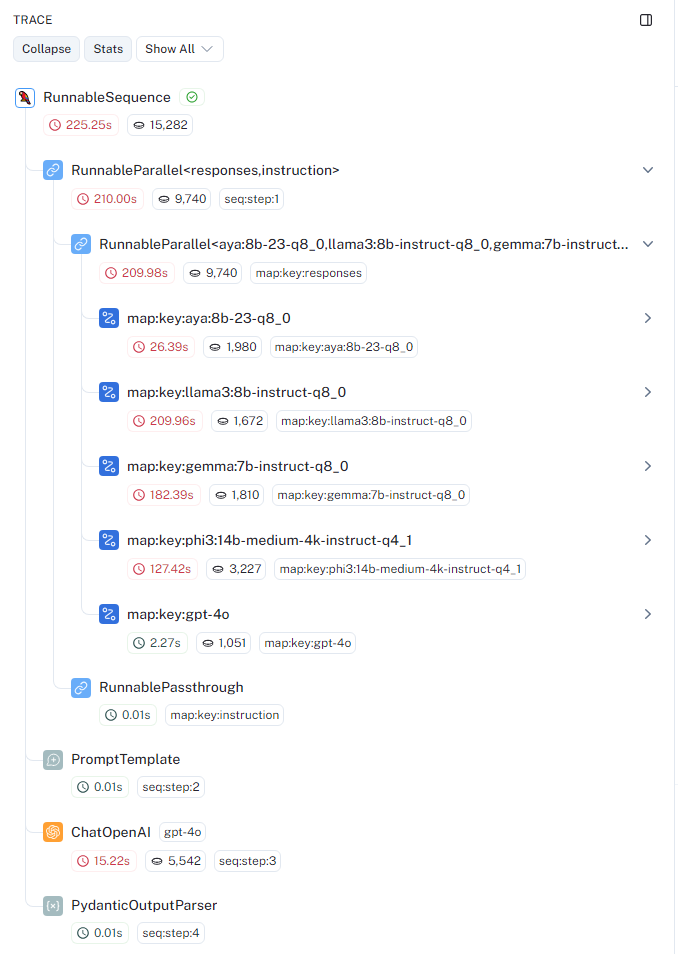 TRACE
Collapse Stats Show All
RunnableSequence
225.25s 15,282
RunnableParallel<responses,instruction>
210.00s 9,740 seq:step:1
RunnableParallel<aya:8b-23-q8_0,llama3:8b-instruct-q8_0,gemma:7b-instruct...
209.98s 9,740 map:key:responses
map:key:aya:8b-23-q8_0
26.39s 1,980 map:key:aya:8b-23-q8_0
map:key:llama3:8b-instruct-q8_0
209.96s 1,672 map:key:llama3:8b-instruct-q8_0
map:key:gemma:7b-instruct-q8_0
182.39s 1,810 map:key:gemma:7b-instruct-q8_0
map:key:phi3:14b-medium-4k-instruct-q4_1
127.42s 3,227 map:key:phi3:14b-medium-4k-instruct-q4_1
map:key:gpt-4o
2.27s 1,051 map:key:gpt-4o
RunnablePassthrough
0.01s map:key:instruction
PromptTemplate
0.01s seq:step:2
ChatOpenAI gpt-4o
15.22s 5,542 seq:step:3
PydanticOutputParser
0.01s seq:step:4